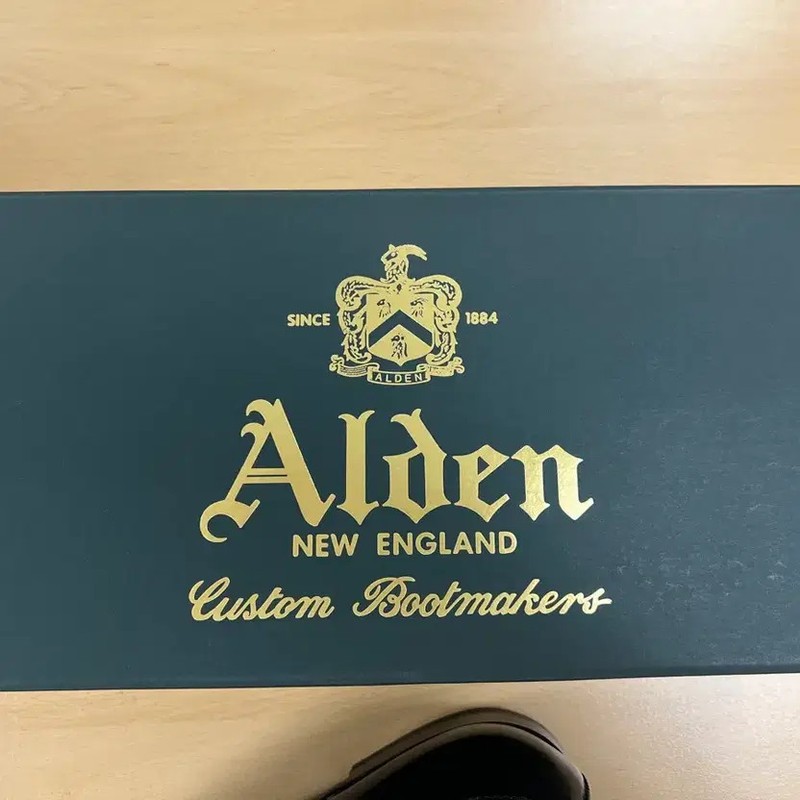 SINCE 1884
ALDEN
Alden
NEW ENGLAND
Custom Bootmakers